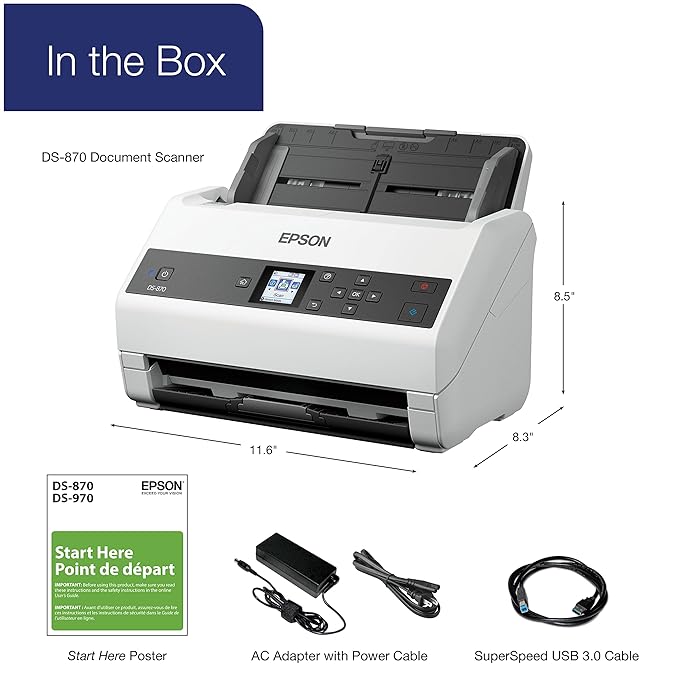 In the Box
DS-870 Document Scanner
EPSON
DS-870
OK
Scan
8.5"
8.3"
11.6"
DS-870
DS-970
EPSON
EXCEED YOUR VISION
Start Here
Point de départ
IMPORTANT: Before using this product, make sure you read
these instructions and the safety instructions in the online
User's Guide.
IMPORTANT : Avant d'utiliser ce produit, assurez-vous de lire
ces instructions et les instructions de sécurité dans le Guide de
l'utilisateur en ligne.
Start Here Poster
AC Adapter with Power Cable
SuperSpeed USB 3.0 Cable